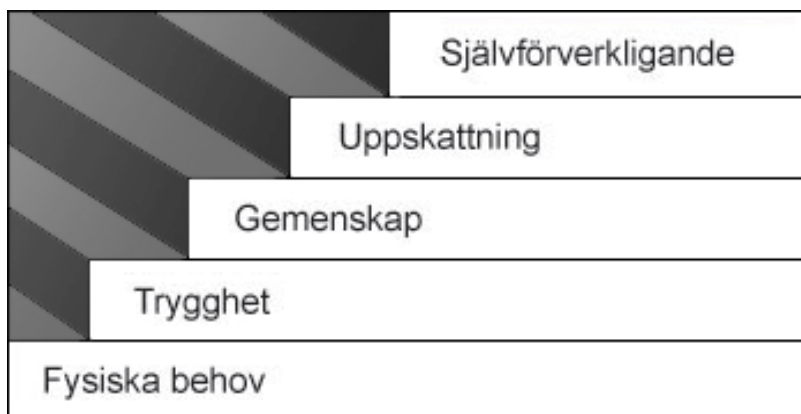 Självförverkligande
Uppskattning
Gemenskap
Trygghet
Fysiska behov